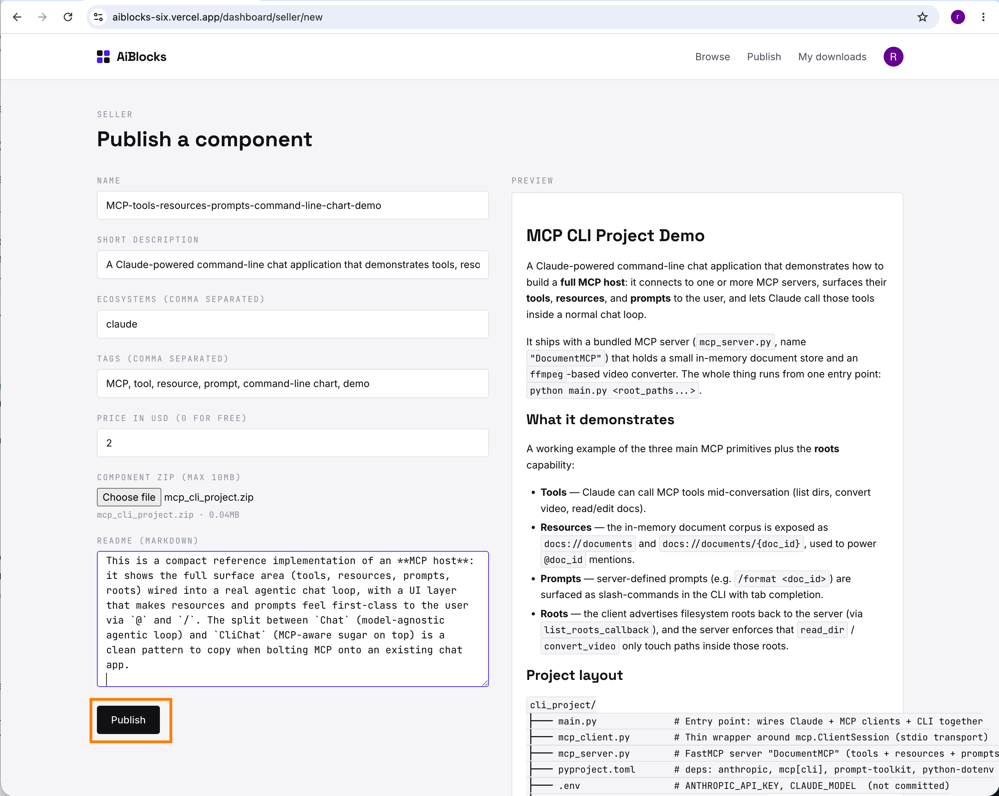 aiblocks-six.vercel.app/dashboard/seller/new
r
AiBlocks
Browse
Publish
My downloads
R
SELLER
Publish a component
NAME
MCP-tools-resources-prompts-command-line-chart-demo
SHORT DESCRIPTION
A Claude-powered command-line chat application that demonstrates tools, reso
ECOSYSTEMS (COMMA SEPARATED)
claude
TAGS (COMMA SEPARATED)
MCP, tool, resource, prompt, command-line chart, demo
PRICE IN USD (0 FOR FREE)
2
COMPONENT ZIP (MAX 10MB)
Choose file mcp_cli_project.zip
mcp_cli_project.zip · 0.04MB
README (MARKDOWN)
This is a compact reference implementation of an **MCP host**:
it shows the full surface area (tools, resources, prompts,
roots) wired into a real agentic chat loop, with a UI layer
that makes resources and prompts feel first-class to the user
via `@` and `/`. The split between `Chat` (model-agnostic
agentic loop) and `CliChat` (MCP-aware sugar on top) is a
clean pattern to copy when bolting MCP onto an existing chat
app.
Publish
PREVIEW
MCP CLI Project Demo
A Claude-powered command-line chat application that demonstrates how to
build a full MCP host: it connects to one or more MCP servers, surfaces their
tools, resources, and prompts to the user, and lets Claude call those tools
inside a normal chat loop.
It ships with a bundled MCP server (mcp_server.py, name
"DocumentMCP") that holds a small in-memory document store and an
ffmpeg-based video converter. The whole thing runs from one entry point:
python main.py <root_paths...>.
What it demonstrates
A working example of the three main MCP primitives plus the roots
capability:
• Tools — Claude can call MCP tools mid-conversation (list dirs, convert
video, read/edit docs).
• Resources — the in-memory document corpus is exposed as
docs://documents and docs://documents/{doc_id}, used to power
@doc_id mentions.
• Prompts — server-defined prompts (e.g. /format <doc_id>) are
surfaced as slash-commands in the CLI with tab completion.
• Roots — the client advertises filesystem roots back to the server (via
list_roots_callback), and the server enforces that read_dir /
convert_video only touch paths inside those roots.
Project layout
cli_project/
├── main.py # Entry point: wires Claude + MCP clients + CLI together
├── mcp_client.py # Thin wrapper around mcp.ClientSession (stdio transport)
├── mcp_server.py # FastMCP server "DocumentMCP" (tools + resources + prompts
├── pyproject.toml # deps: anthropic, mcp[cli], prompt-toolkit, python-dotenv
├── .env # ANTHROPIC_API_KEY, CLAUDE_MODEL (not committed)